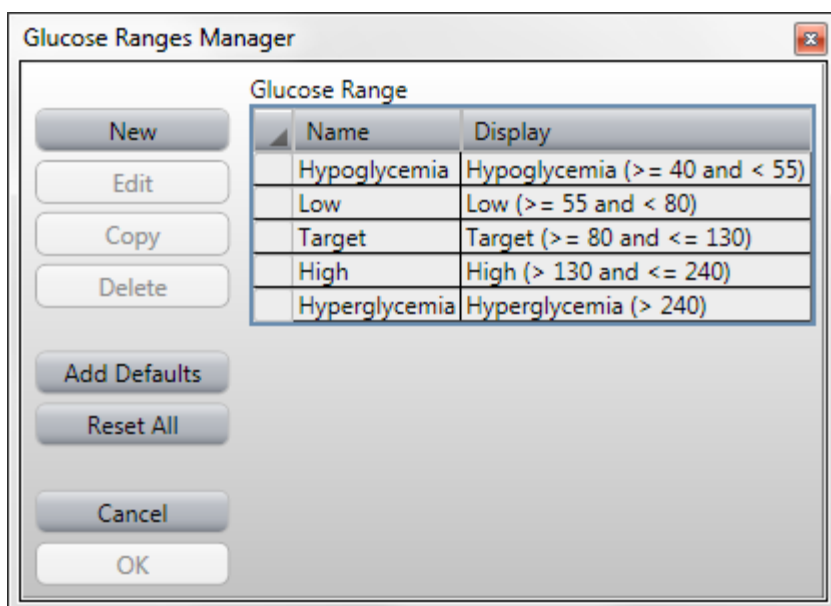 Glucose Ranges Manager
Glucose Range
New
Edit
Copy
Delete
Add Defaults
Reset All
Cancel
OK
Name Display
Hypoglycemia Hypoglycemia (>= 40 and < 55)
Low Low (>= 55 and < 80)
Target Target (>= 80 and <= 130)
High High (> 130 and <= 240)
Hyperglycemia Hyperglycemia (> 240)